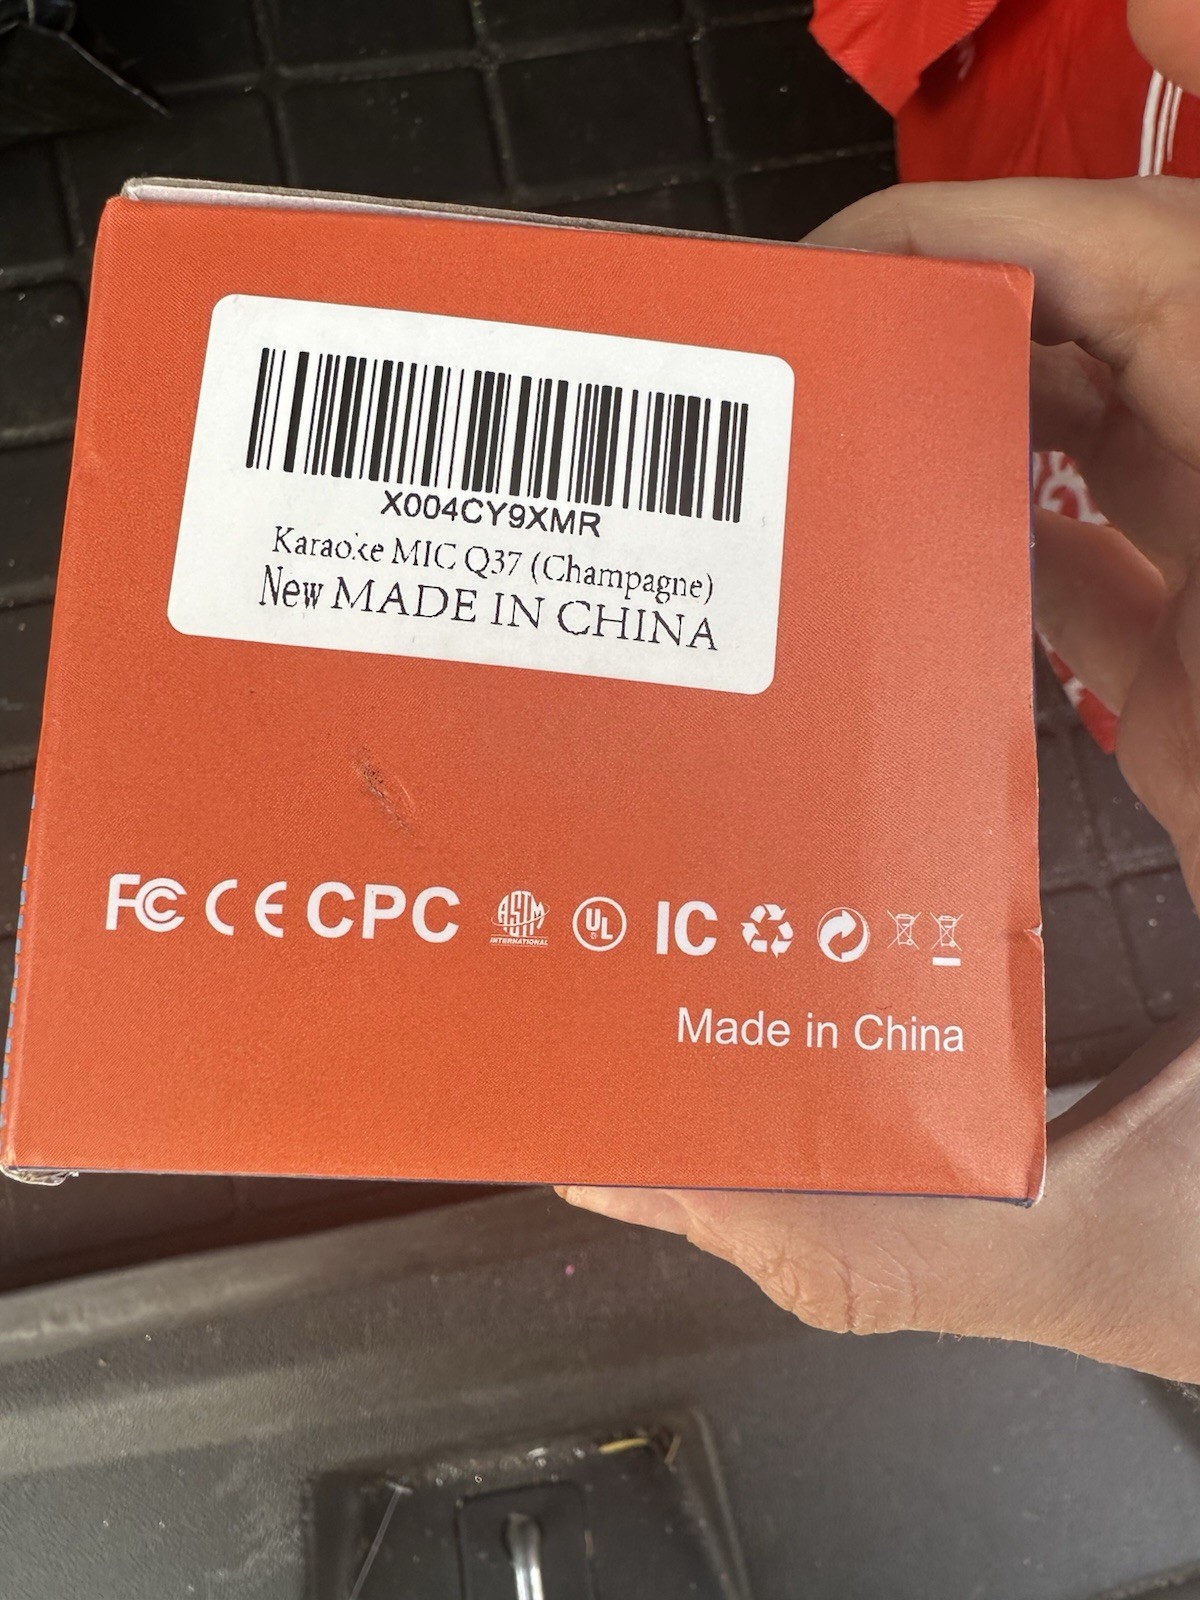 X004CY9XMR
Karaoke MIC Q37 (Champagne)
New MADE IN CHINA
FC CE CPC ASTM INTERNATIONAL UL IC
Made in China